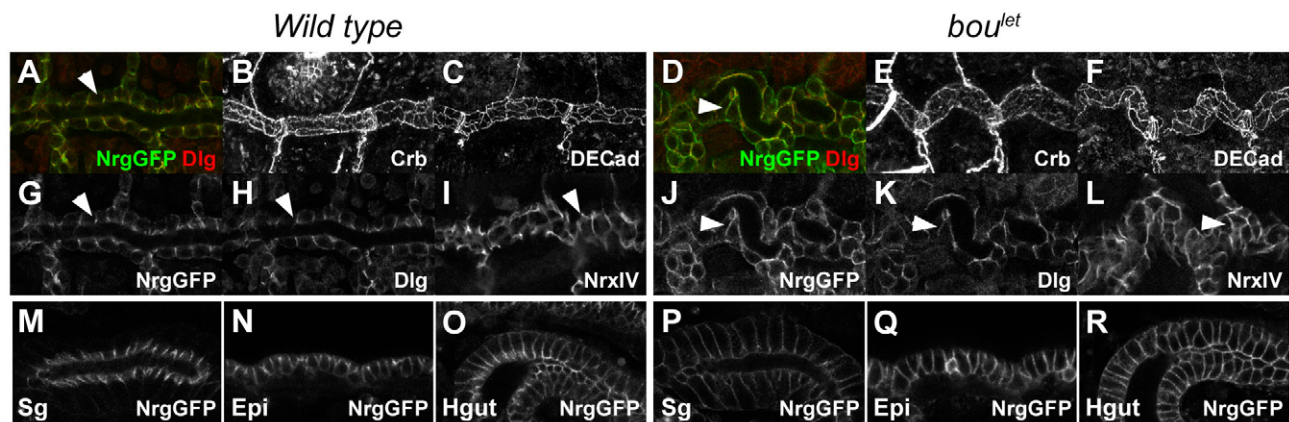 Wild type
bou^let
A
NrgGFP Dlg
B
Crb
C
DECad
D
NrgGFP Dlg
E
Crb
F
DECad
G
NrgGFP
H
Dlg
I
NrxIV
J
NrgGFP
K
Dlg
L
NrxIV
M
Sg NrgGFP
N
Epi NrgGFP
O
Hgut NrgGFP
P
Sg NrgGFP
Q
Epi NrgGFP
R
Hgut NrgGFP